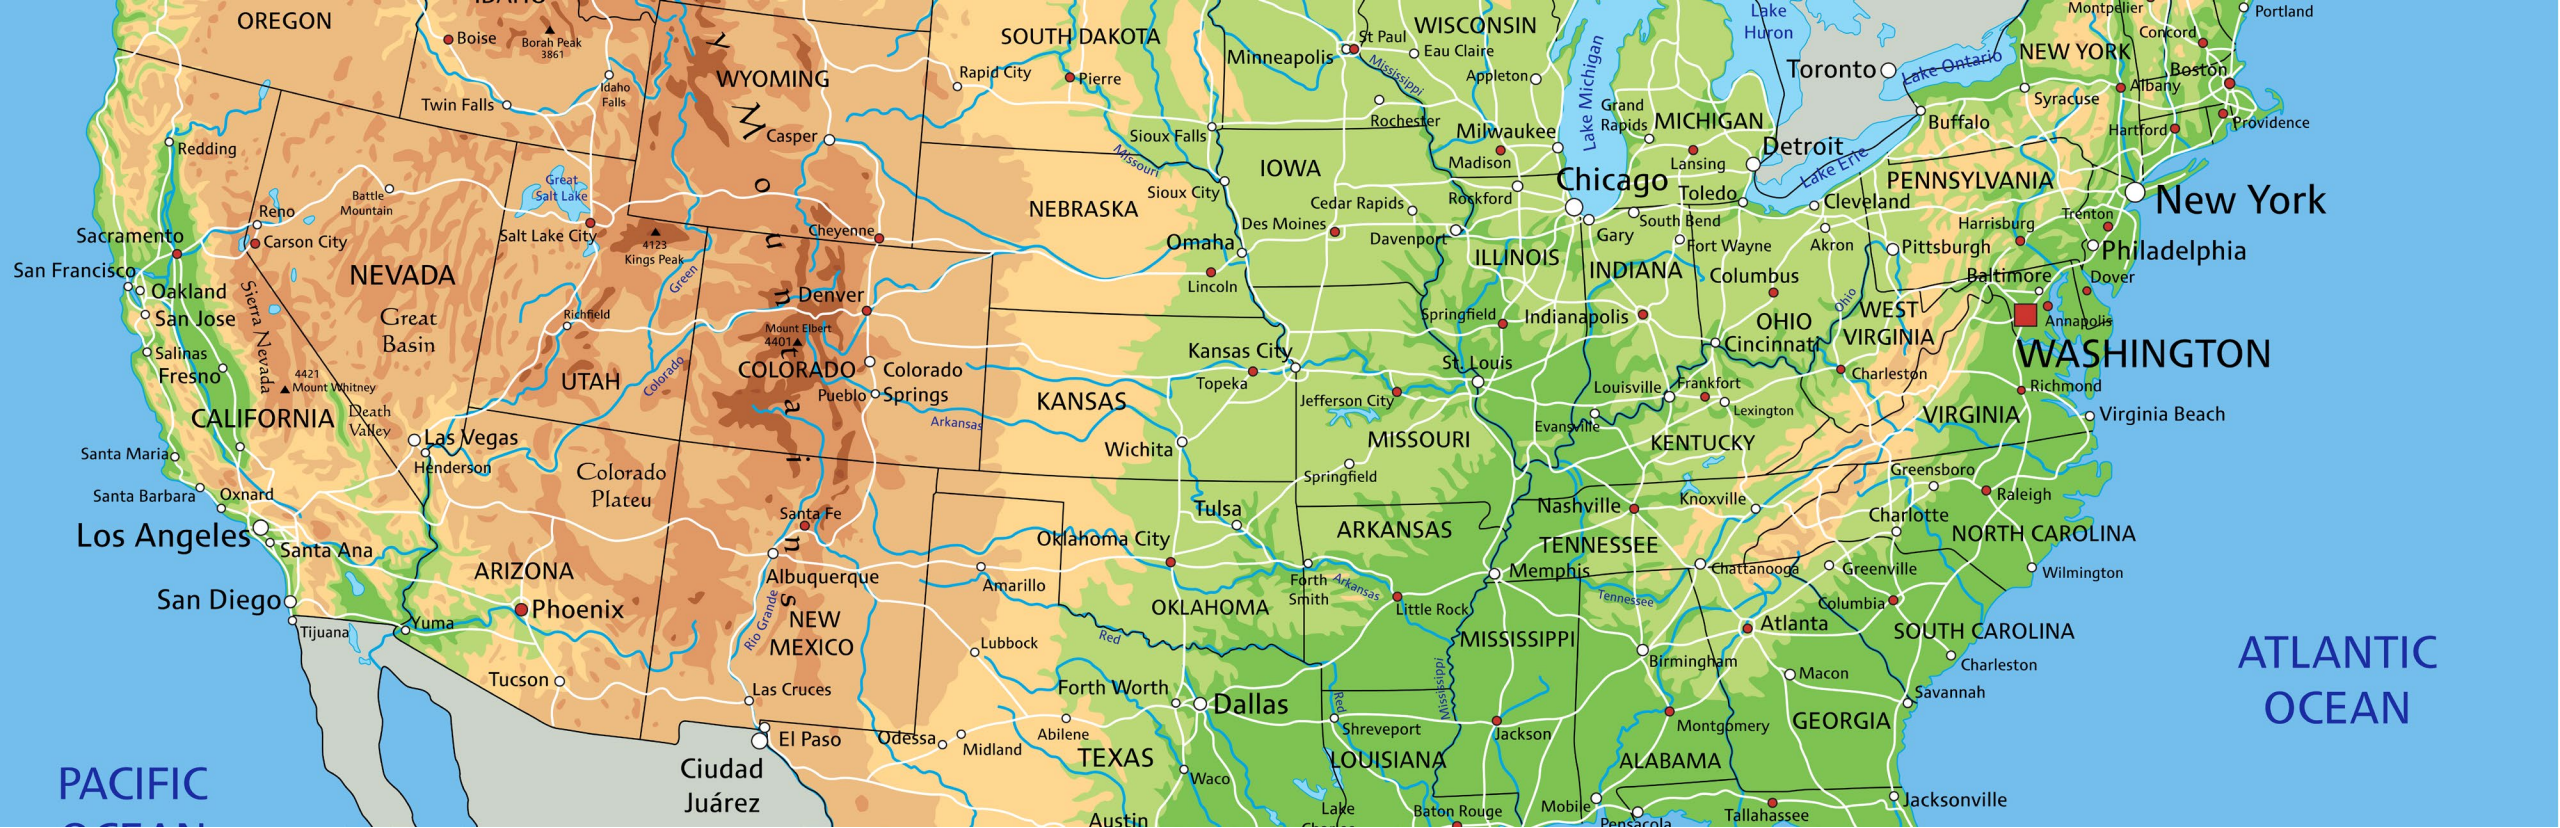 OREGON
Boise
Borah Peak
3861
Twin Falls
Idaho
Falls
WYOMING
Casper
Cheyenne
SOUTH DAKOTA
Rapid City
Pierre
Sioux Falls
Missouri
Sioux City
NEBRASKA
Omaha
Lincoln
Minneapolis
St Paul
WISCONSIN
Eau Claire
Appleton
Mississippi
Rochester
Milwaukee
Madison
IOWA
Cedar Rapids
Des Moines
Davenport
Rockford
Lake Michigan
Grand
Rapids
MICHIGAN
Lansing
Detroit
Lake
Huron
Toronto
Lake Ontario
Lake Erie
Chicago
Toledo
South Bend
Gary
Fort Wayne
Cleveland
Akron
Buffalo
NEW YORK
Syracuse
Albany
Montpelier
Concord
Portland
Boston
Hartford
Providence
PENNSYLVANIA
Harrisburg
Trenton
New York
Philadelphia
Pittsburgh
Baltimore
Dover
Annapolis
WASHINGTON
Redding
Reno
Battle
Mountain
Carson City
Sacramento
San Francisco
Oakland
San Jose
Salinas
Fresno
Sierra Nevada
4421
Mount Whitney
NEVADA
Great
Basin
Death
Valley
CALIFORNIA
Santa Maria
Santa Barbara
Oxnard
Los Angeles
Santa Ana
San Diego
Tijuana
Yuma
Las Vegas
Henderson
Great
Salt Lake
Salt Lake City
4123
Kings Peak
Green
Richfield
UTAH
Colorado
Colorado
Plateu
Mountains
Denver
Mount Elbert
4401
COLORADO
Colorado
Springs
Pueblo
Arkansas
KANSAS
Kansas City
Topeka
Wichita
Jefferson City
St. Louis
MISSOURI
Springfield
ILLINOIS
Springfield
INDIANA
Indianapolis
Columbus
OHIO
Cincinnati
Ohio
WEST
VIRGINIA
Charleston
Louisville
Frankfort
Lexington
Evansville
KENTUCKY
VIRGINIA
Richmond
Virginia Beach
ARIZONA
Phoenix
Tucson
Santa Fe
Albuquerque
Rio Grande
NEW
MEXICO
Las Cruces
El Paso
Ciudad
Juárez
Amarillo
Lubbock
Odessa
Midland
Abilene
TEXAS
Forth Worth
Dallas
Waco
Austin
Tulsa
Oklahoma City
OKLAHOMA
Red
Forth
Smith
Arkansas
ARKANSAS
Little Rock
Nashville
Knoxville
TENNESSEE
Memphis
Chattanooga
Tennessee
Greensboro
Raleigh
Charlotte
NORTH CAROLINA
Wilmington
Greenville
Columbia
SOUTH CAROLINA
Charleston
Atlanta
Macon
GEORGIA
Savannah
MISSISSIPPI
Mississippi
Jackson
Birmingham
Montgomery
ALABAMA
Mobile
Pensacola
Tallahassee
Jacksonville
Red
Shreveport
LOUISIANA
Lake
Baton Rouge
ATLANTIC
OCEAN
PACIFIC
OCEAN